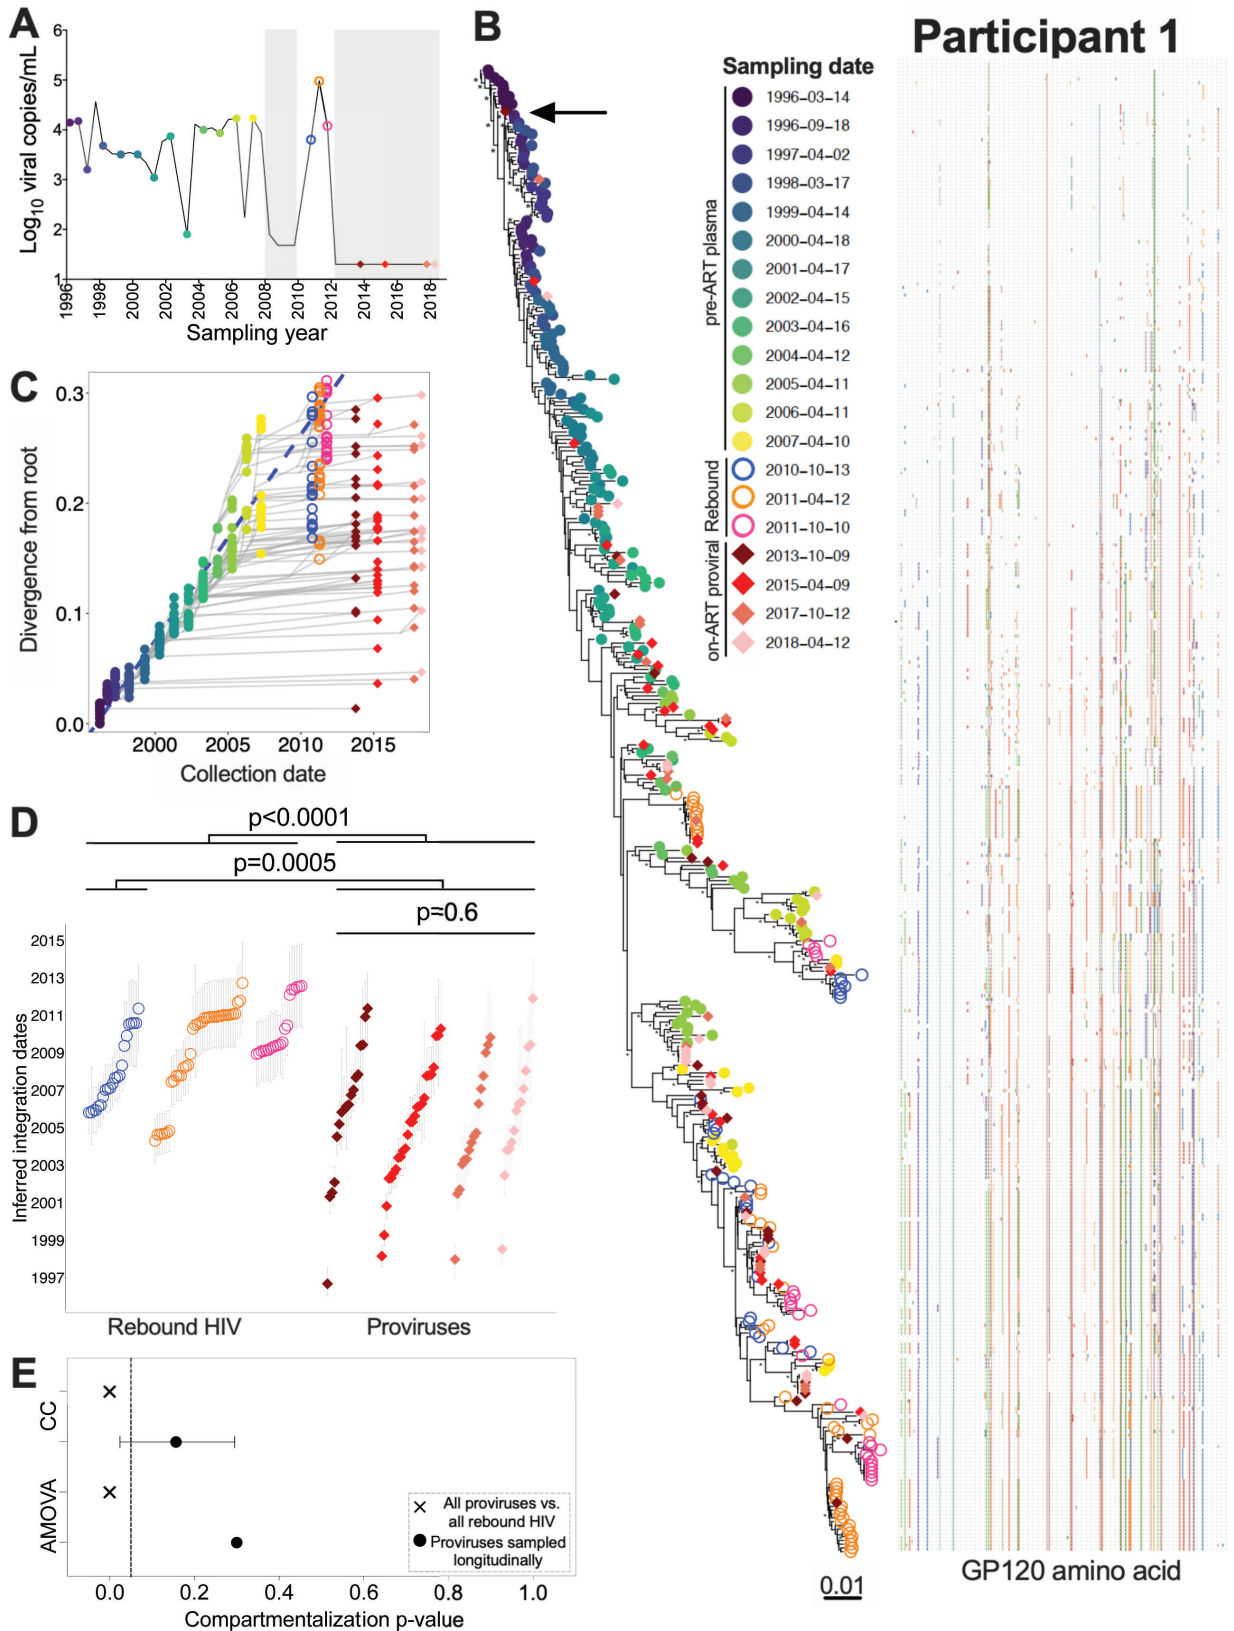 A
Log10 viral copies/mL
6
5
4
3
2
1
1996
1998
2000
2002
2004
2006
2008
2010
2012
2014
2016
2018
Sampling year
B
Participant 1
Sampling date
pre-ART plasma
1996-03-14
1996-09-18
1997-04-02
1998-03-17
1999-04-14
2000-04-18
2001-04-17
2002-04-15
2003-04-16
2004-04-12
2005-04-11
2006-04-11
2007-04-10
Rebound
2010-10-13
2011-04-12
2011-10-10
on-ART proviral
2013-10-09
2015-04-09
2017-10-12
2018-04-12
0.01
GP120 amino acid
C
Divergence from root
0.3
0.2
0.1
0.0
2000
2005
2010
2015
Collection date
D
p<0.0001
p=0.0005
p=0.6
Inferred integration dates
2015
2013
2011
2009
2007
2005
2003
2001
1999
1997
Rebound HIV
Proviruses
E
CC
AMOVA
All proviruses vs.
all rebound HIV
Proviruses sampled
longitudinally
0.0
0.2
0.4
0.6
0.8
1.0
Compartmentalization p-value